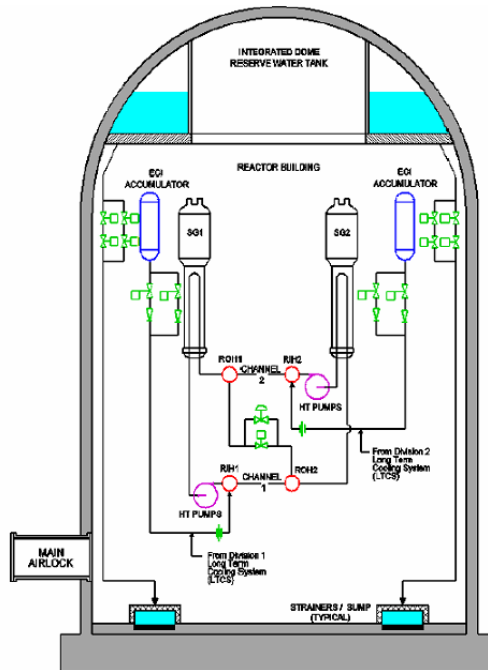 INTEGRATED DOME
RESERVE WATER TANK
REACTOR BUILDING
ECI
ACCUMULATOR
ECI
ACCUMULATOR
SG1
SG2
ROH1
CHANNEL
2
RIH2
HT PUMPS
RIH1
CHANNEL
1
ROH2
HT PUMPS
From Division 2
Long Term
Cooling System
(LTCS)
From Division 1
Long Term
Cooling System
(LTCS)
MAIN
AIRLOCK
STRAINERS / SUMP
(TYPICAL)